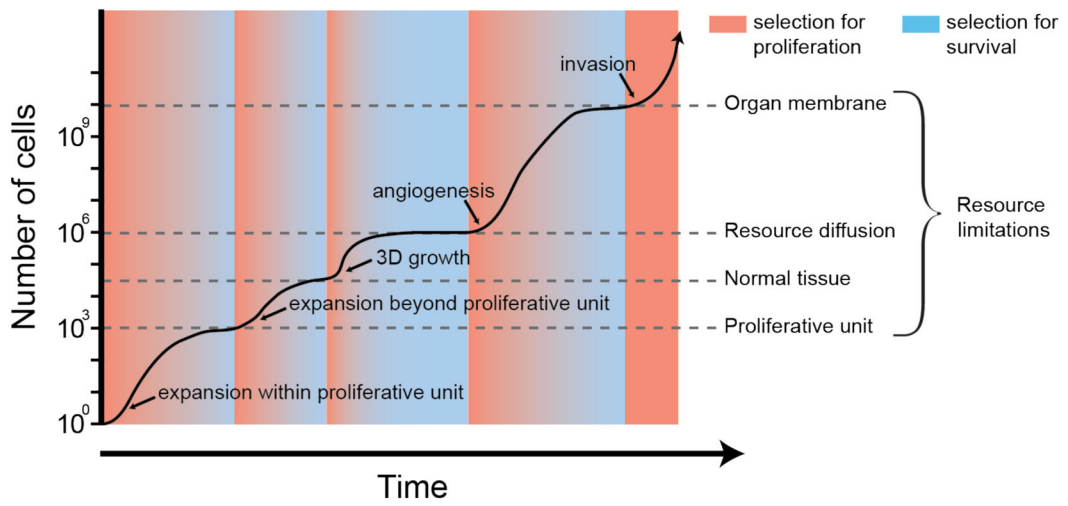 selection for
proliferation
selection for
survival
Number of cells
10^9
10^6
10^3
10^0
invasion
angiogenesis
3D growth
expansion beyond proliferative unit
expansion within proliferative unit
Organ membrane
Resource diffusion
Normal tissue
Proliferative unit
Resource
limitations
Time